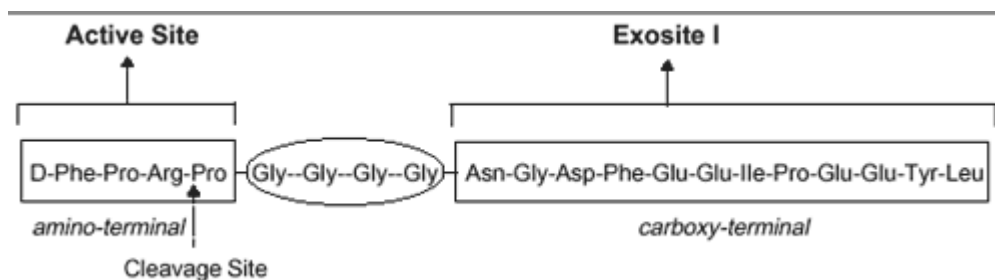 Active Site Exosite I
D-Phe-Pro-Arg-Pro Gly--Gly--Gly--Gly Asn-Gly-Asp-Phe-Glu-Glu-Ile-Pro-Glu-Glu-Tyr-Leu
amino-terminal carboxy-terminal
Cleavage Site